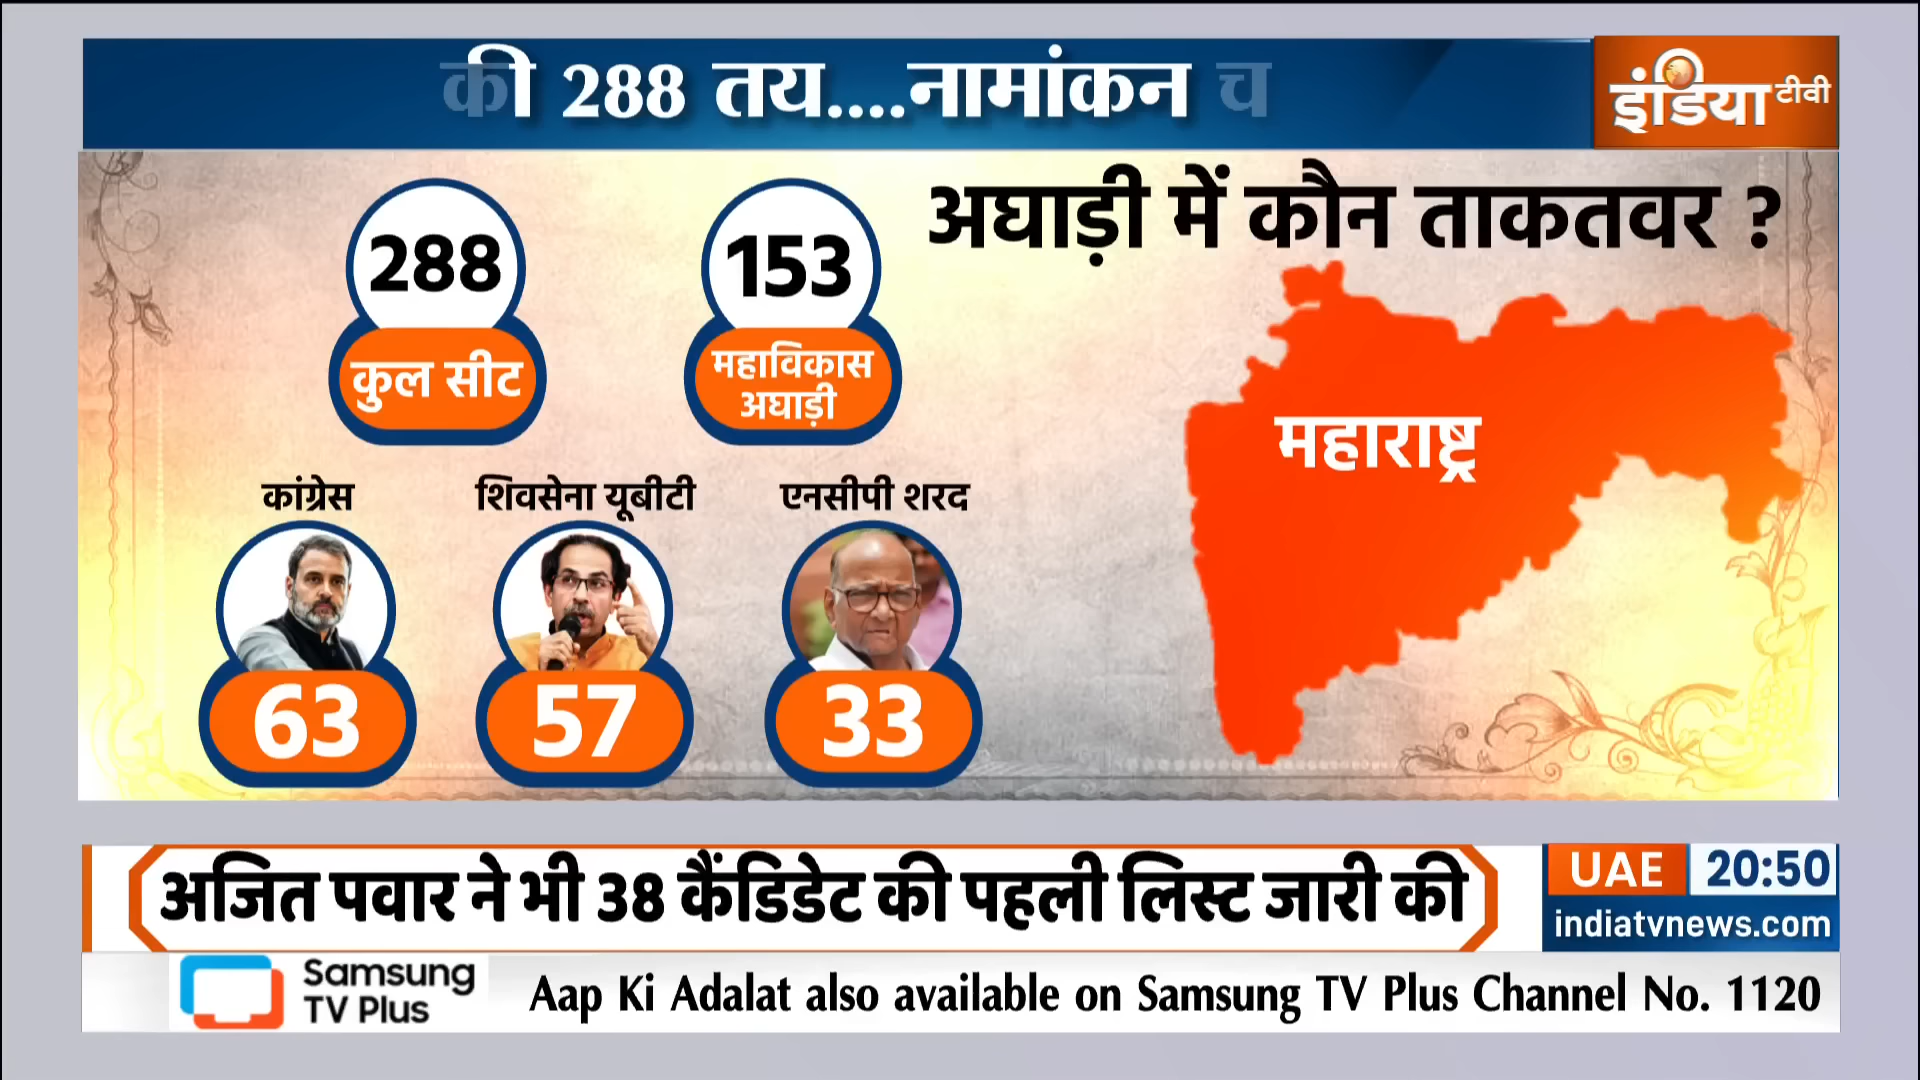 की 288 तय....नामांकन च
इंडिया टीवी
अघाड़ी में कौन ताकतवर ?
288
कुल सीट
153
महाविकास
अघाड़ी
महाराष्ट्र
कांग्रेस
63
शिवसेना यूबीटी
57
एनसीपी शरद
33
अजित पवार ने भी 38 कैंडिडेट की पहली लिस्ट जारी की
UAE 20:50
indiatvnews.com
Samsung
TV Plus
Aap Ki Adalat also available on Samsung TV Plus Channel No. 1120